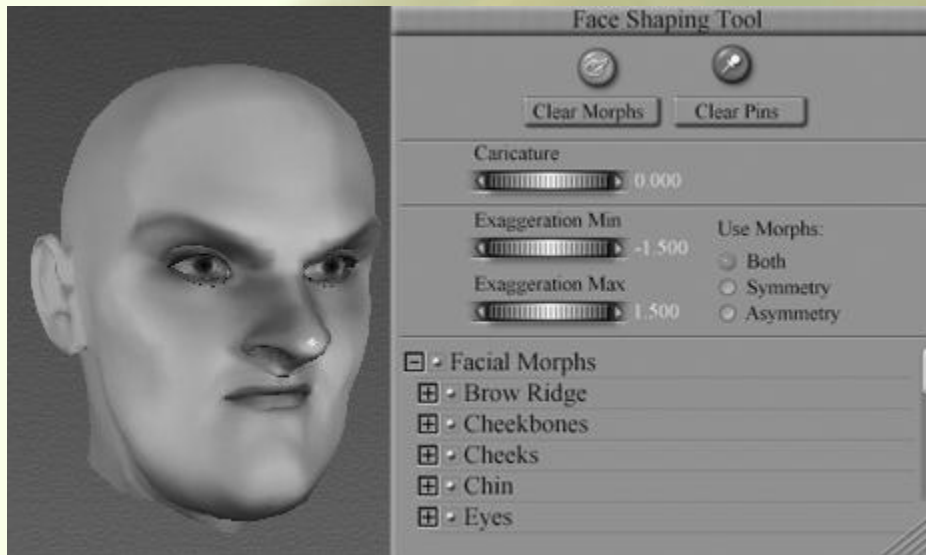 Face Shaping Tool
Clear Morphs Clear Pins
Caricature
0.000
Exaggeration Min
-1.500
Use Morphs:
Both
Exaggeration Max
Symmetry
1.500
Asymmetry
Facial Morphs
Brow Ridge
Cheekbones
Cheeks
Chin
Eyes